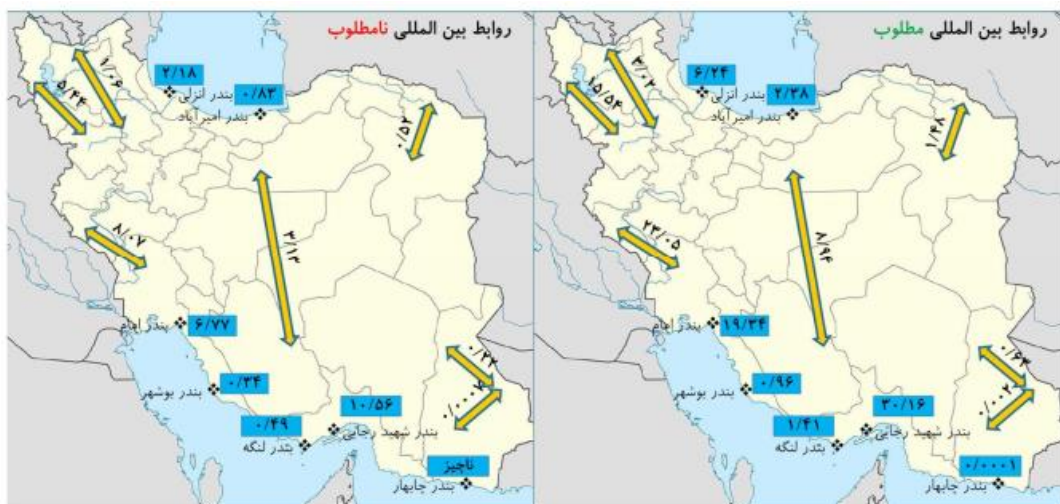 روابط بین المللی مطلوب
۳/۰۲
۱۵/۵۴
۶/۲۴
بندر انزلی
۲/۳۸
بندر امیرآباد
۱/۴۸
۲۳/۰۵
۸/۹۴
بندر امام
۱۹/۳۴
۰/۹۶
بندر بوشهر
۰/۶۳
۰/۰۰۲
۳۰/۱۶
بندر شهید رجایی
۱/۴۱
بندر لنگه
۰/۰۰۰۱
بندر چابهار
روابط بین المللی نامطلوب
۱/۰۶
۵/۴۴
۲/۱۸
بندر انزلی
۰/۸۳
بندر امیرآباد
۰/۵۲
۸/۰۷
۳/۱۳
بندر امام
۶/۷۷
۰/۳۴
بندر بوشهر
۰/۲۲
۱۰/۵۶
بندر شهید رجایی
۰/۴۹
بندر لنگه
ناچیز
بندر چابهار